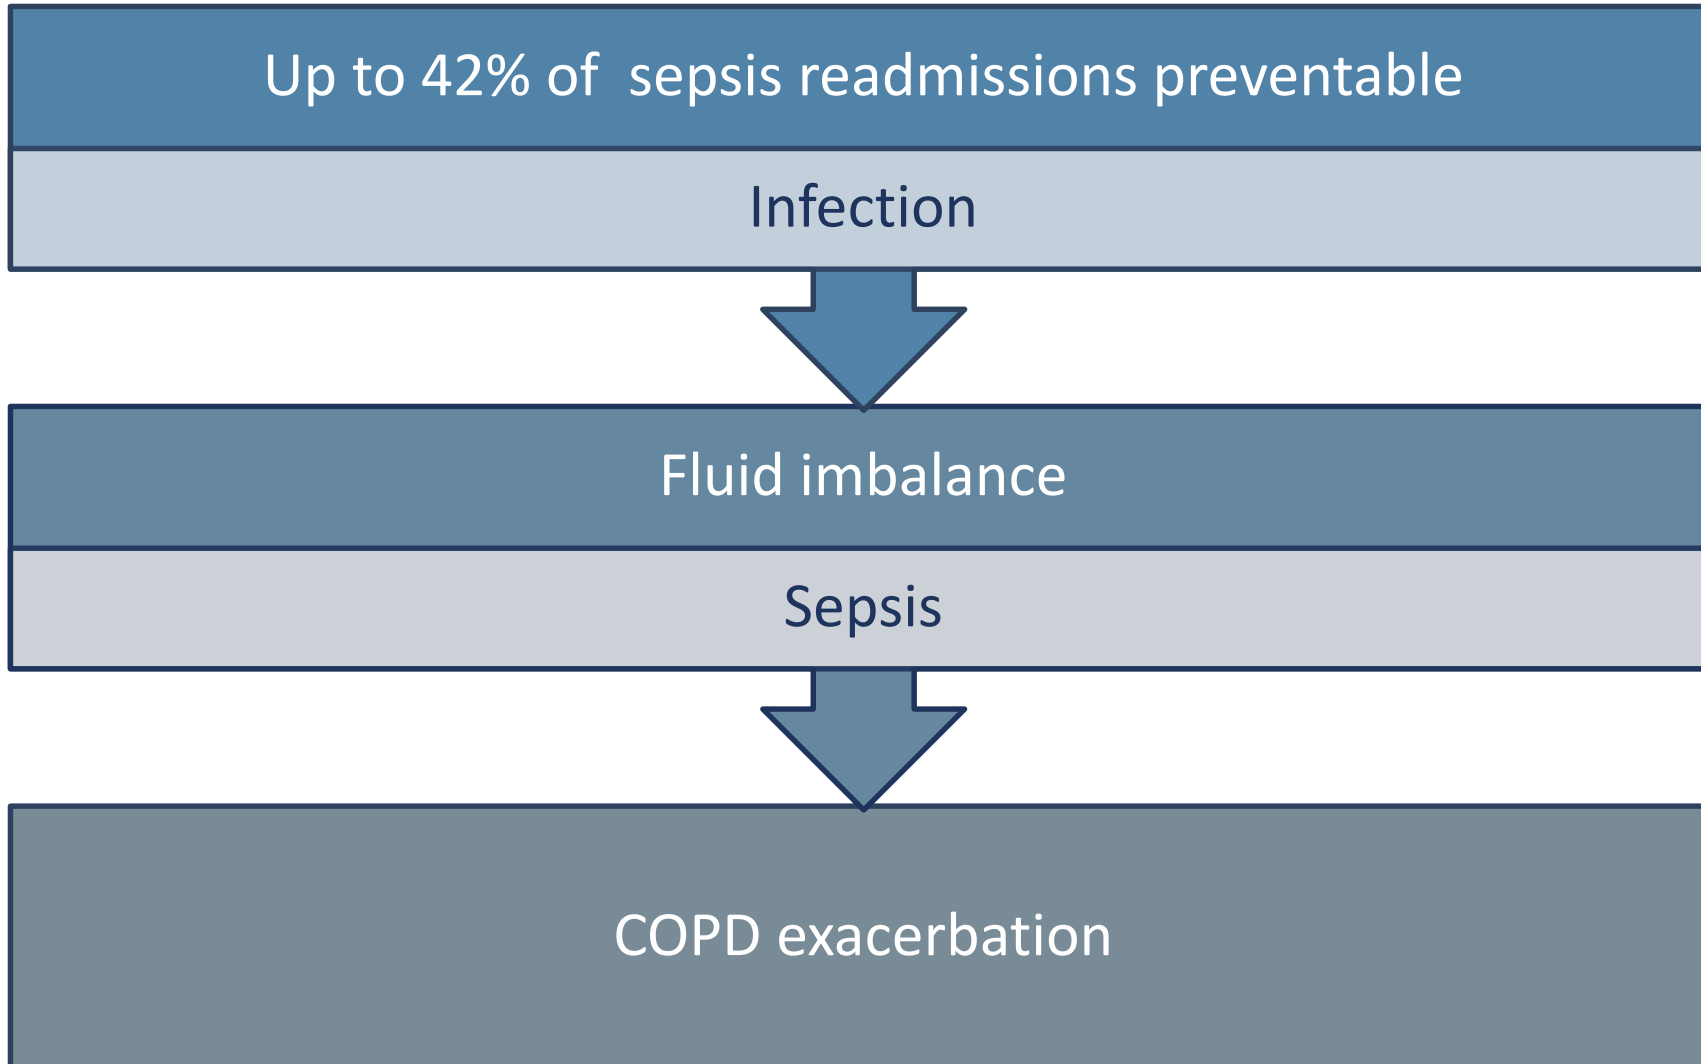 Up to 42% of  sepsis readmissions preventable
Infection
Fluid imbalance
Sepsis
COPD exacerbation